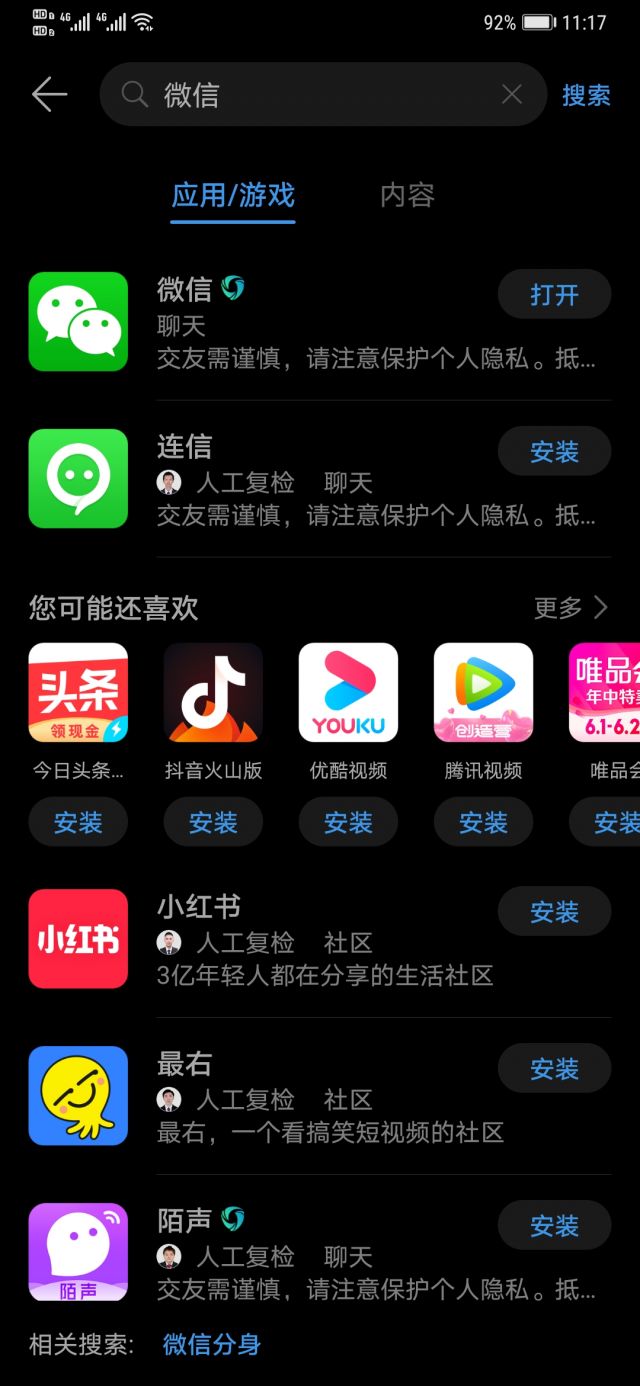 HD 1 4G 4G 92% 11:17
HD 2
微信 搜索
应用/游戏 内容
微信 打开
聊天
交友需谨慎，请注意保护个人隐私。抵...
连信 安装
人工复检 聊天
交友需谨慎，请注意保护个人隐私。抵...
您可能还喜欢 更多
头条 领现金
YOUKU
创造营
唯品会 年中特卖 6.1-6.2
今日头条... 抖音火山版 优酷视频 腾讯视频 唯品会
安装 安装 安装 安装 安装
小红书
小红书 安装
人工复检 社区
3亿年轻人都在分享的生活社区
最右 安装
人工复检 社区
最右，一个看搞笑短视频的社区
陌声 安装
人工复检 聊天
陌声
交友需谨慎，请注意保护个人隐私。抵...
相关搜索: 微信分身